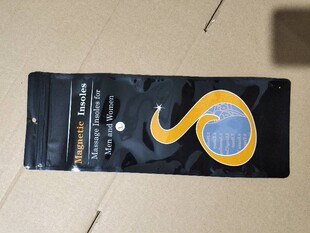 Magnetic Insoles
Massage Insoles for
Men and Women
L